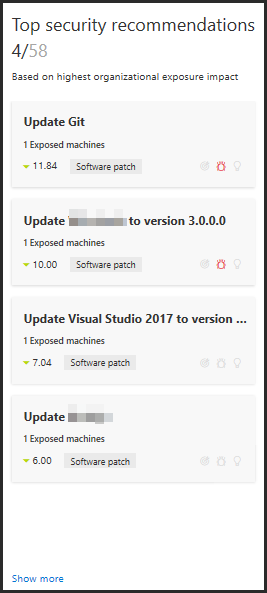 Top security recommendations
4/58
Based on highest organizational exposure impact
Update Git
1 Exposed machines
11.84 Software patch
Update to version 3.0.0.0
1 Exposed machines
10.00 Software patch
Update Visual Studio 2017 to version ...
1 Exposed machines
7.04 Software patch
Update
1 Exposed machines
6.00 Software patch
Show more